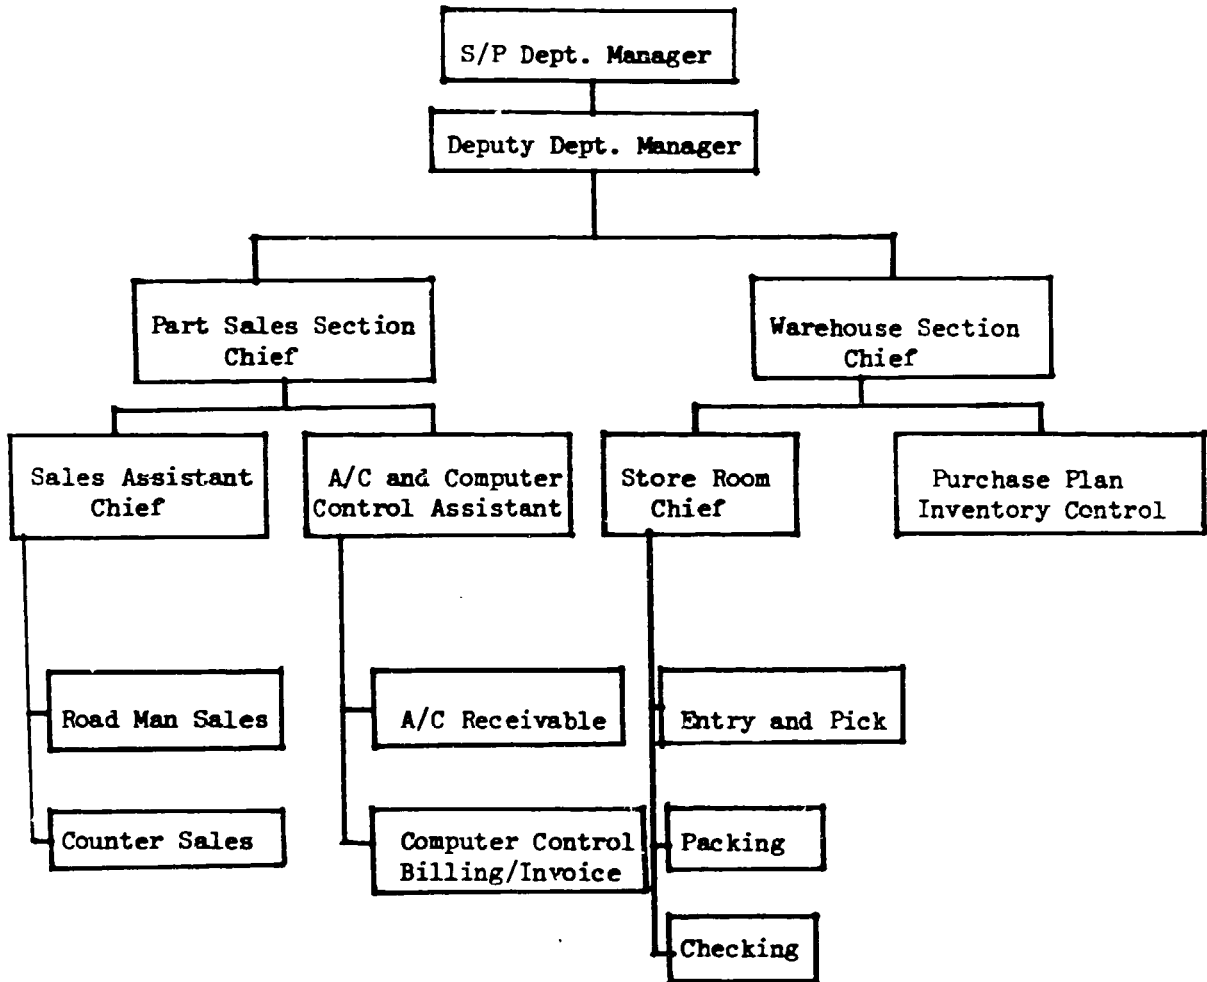 S/P Dept. Manager
Deputy Dept. Manager
Part Sales Section
Chief
Warehouse Section
Chief
Sales Assistant
Chief
A/C and Computer
Control Assistant
Store Room
Chief
Purchase Plan
Inventory Control
Road Man Sales
A/C Receivable
Entry and Pick
Counter Sales
Computer Control
Billing/Invoice
Packing
Checking